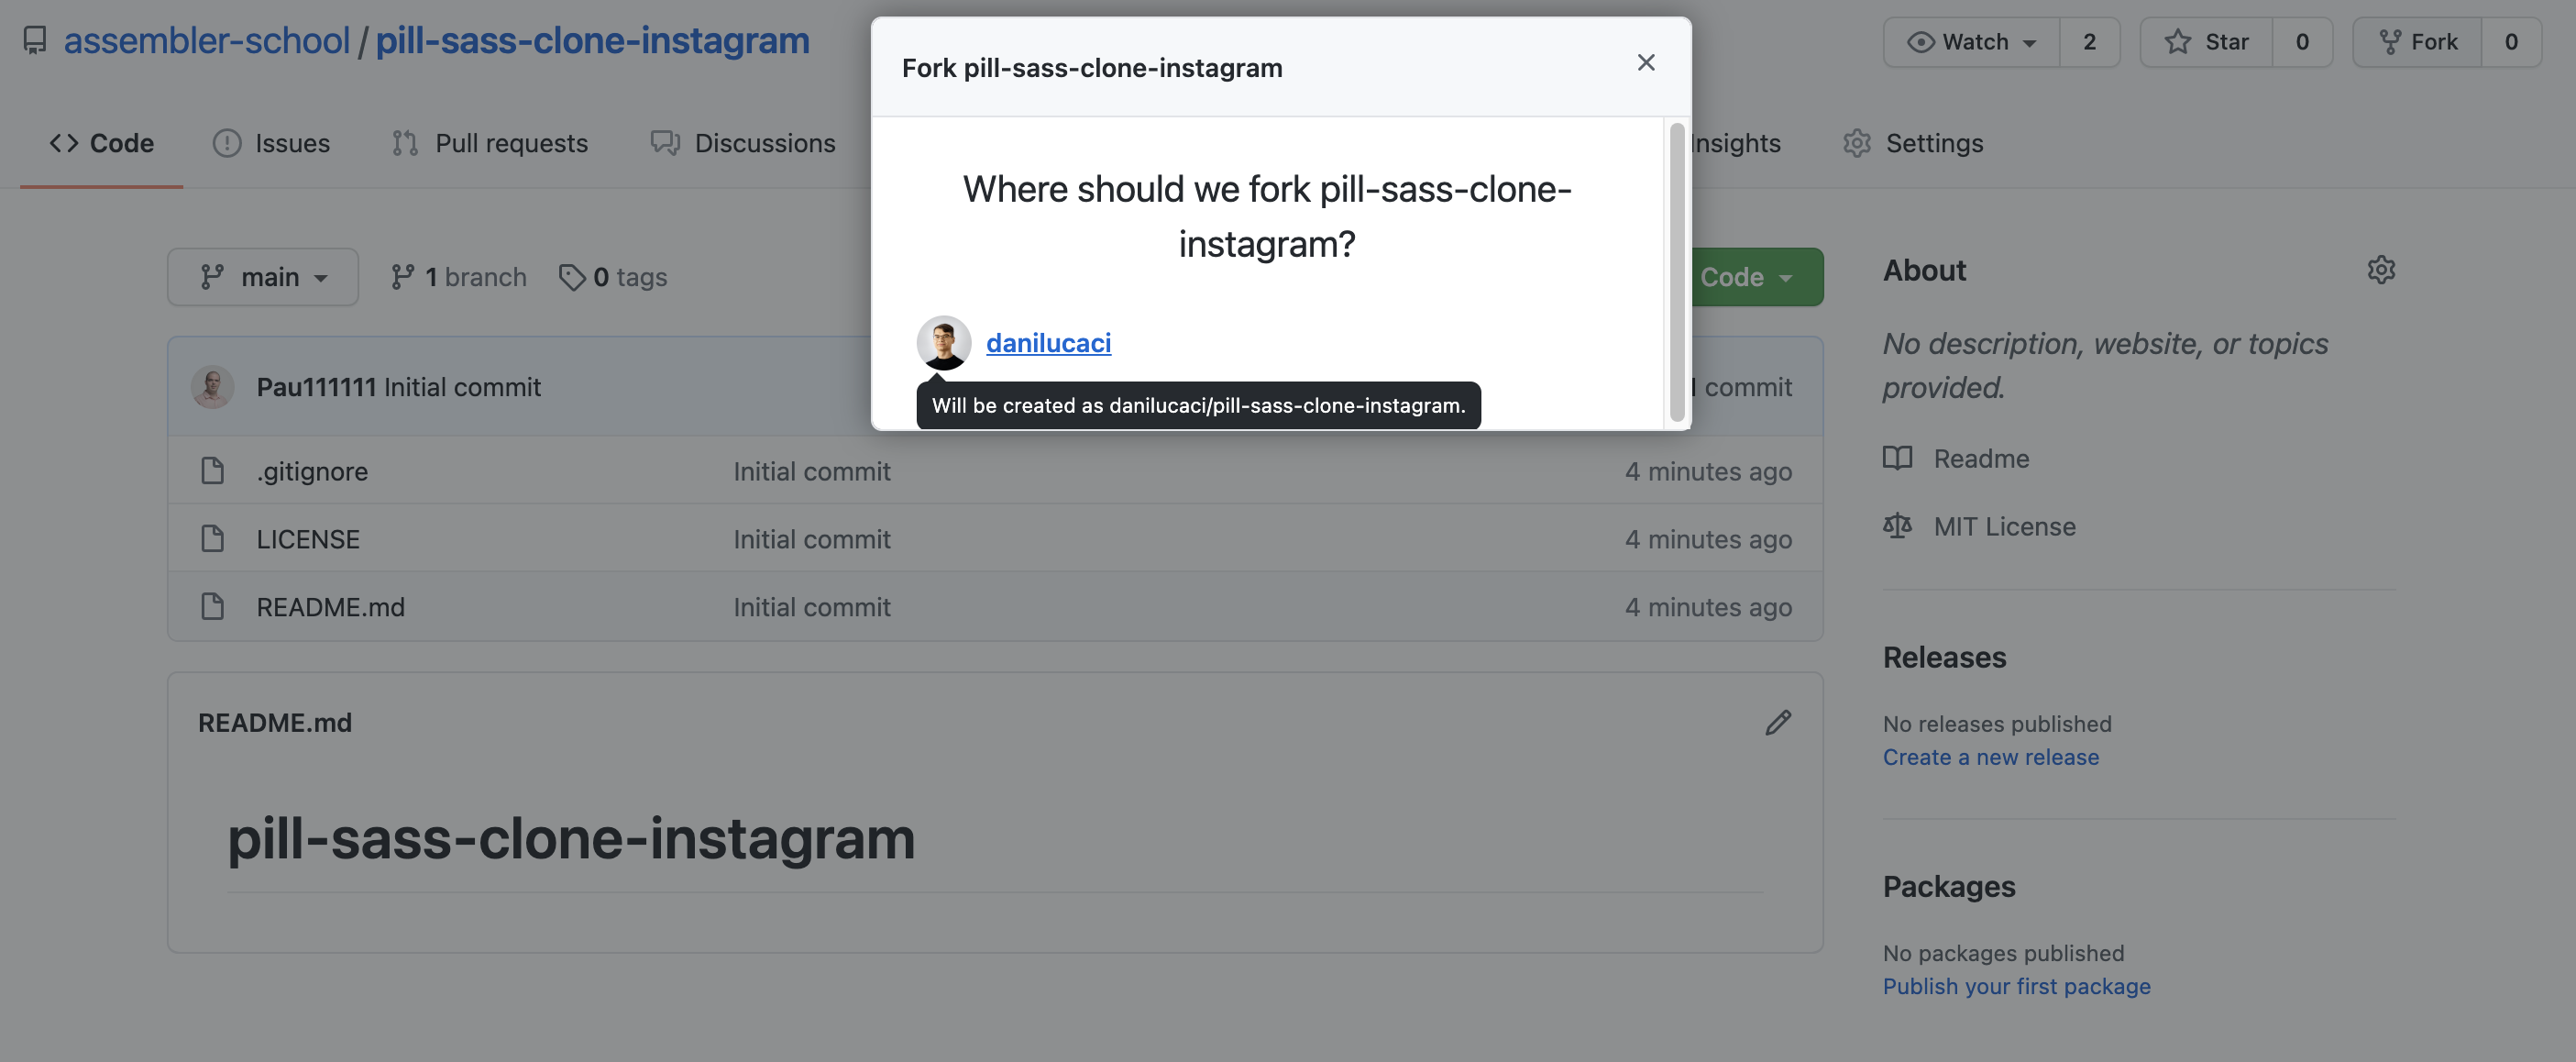 assembler-school / pill-sass-clone-instagram
Watch 2
Star 0
Fork 0
Code
Issues
Pull requests
Discussions
Insights
Settings
Fork pill-sass-clone-instagram
Where should we fork pill-sass-clone-
instagram?
danilucaci
Will be created as danilucaci/pill-sass-clone-instagram.
main
1 branch
0 tags
Code
Pau111111 Initial commit
commit
.gitignore Initial commit 4 minutes ago
LICENSE Initial commit 4 minutes ago
README.md Initial commit 4 minutes ago
README.md
pill-sass-clone-instagram
About
No description, website, or topics
provided.
Readme
MIT License
Releases
No releases published
Create a new release
Packages
No packages published
Publish your first package